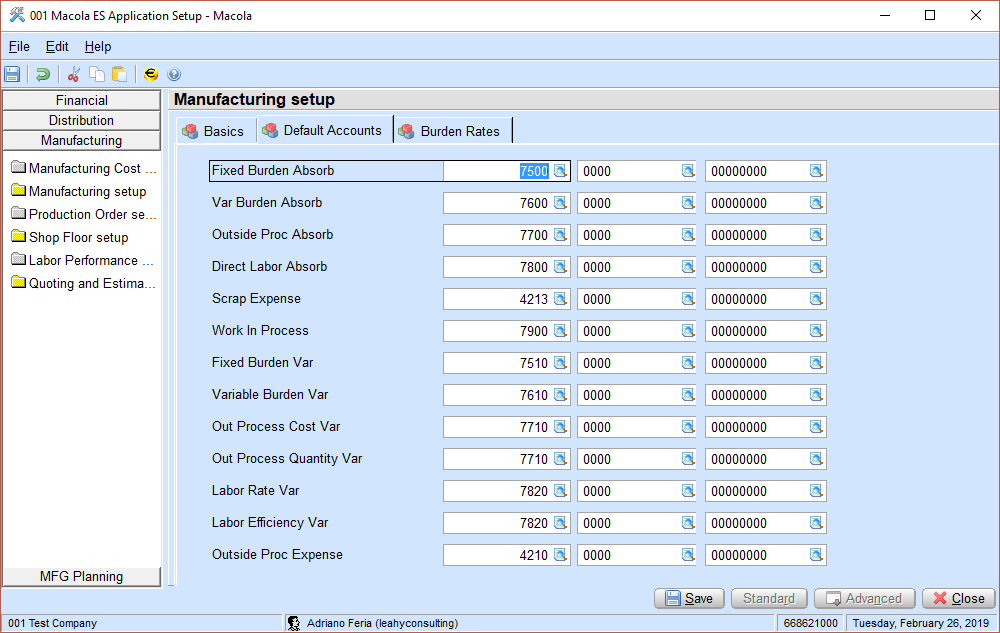 001 Macola ES Application Setup - Macola
File Edit Help
Financial
Distribution
Manufacturing
Manufacturing Cost ...
Manufacturing setup
Production Order se...
Shop Floor setup
Labor Performance ...
Quoting and Estima...
MFG Planning
Manufacturing setup
Basics Default Accounts Burden Rates
Fixed Burden Absorb 7500 0000 00000000
Var Burden Absorb 7600 0000 00000000
Outside Proc Absorb 7700 0000 00000000
Direct Labor Absorb 7800 0000 00000000
Scrap Expense 4213 0000 00000000
Work In Process 7900 0000 00000000
Fixed Burden Var 7510 0000 00000000
Variable Burden Var 7610 0000 00000000
Out Process Cost Var 7710 0000 00000000
Out Process Quantity Var 7710 0000 00000000
Labor Rate Var 7820 0000 00000000
Labor Efficiency Var 7820 0000 00000000
Outside Proc Expense 4210 0000 00000000
Save Standard Advanced Close
001 Test Company Adriano Feria (leahyconsulting) 668621000 Tuesday, February 26, 2019